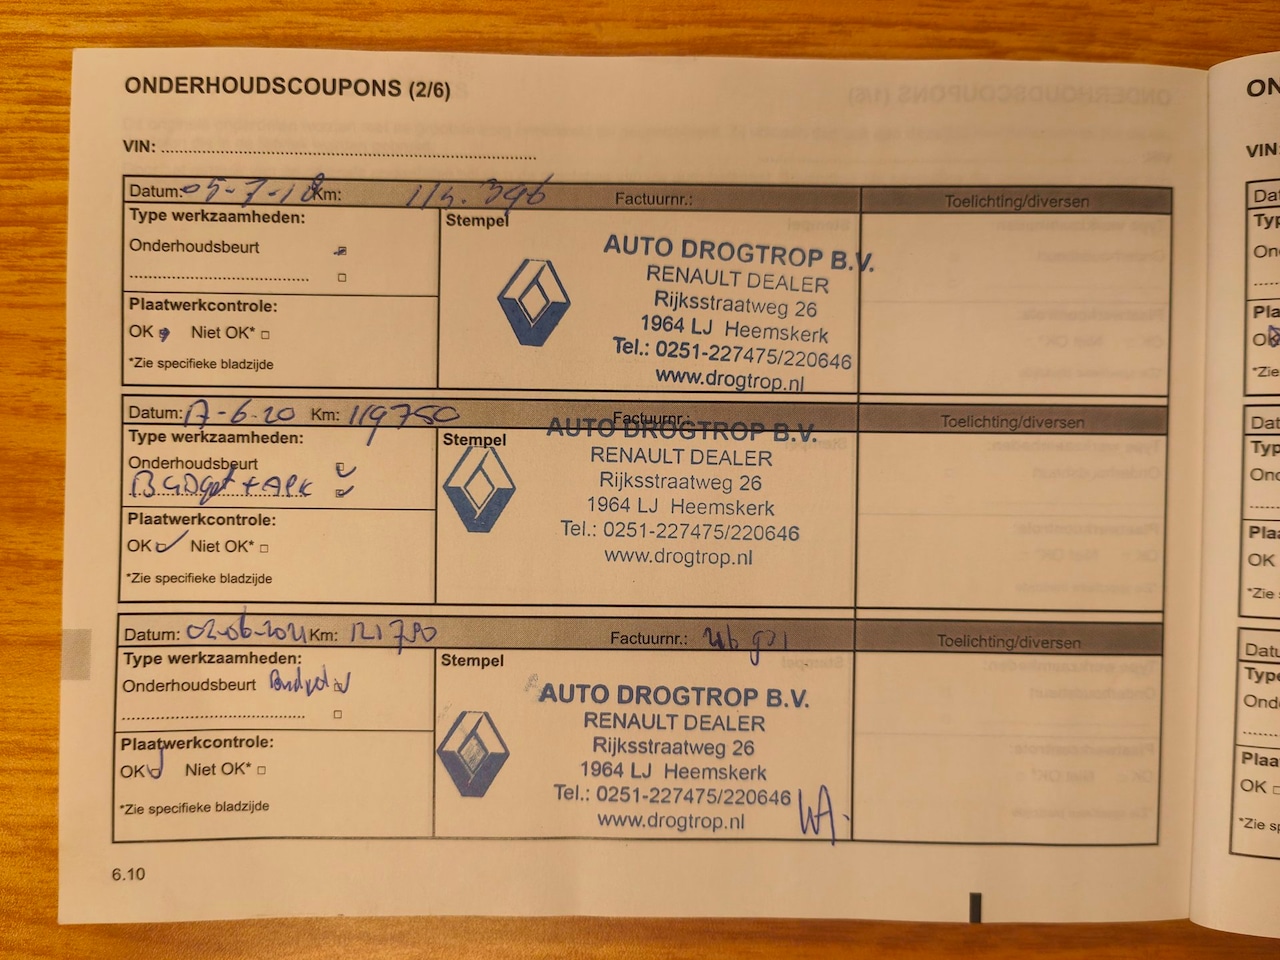 ONDERHOUDSCOUPONS (2/6)
VIN:
Datum: 05-7-18 Km: 114.396 Factuurnr.: Toelichting/diversen
Type werkzaamheden:
Onderhoudsbeurt
Plaatwerkcontrole:
OK Niet OK*
*Zie specifieke bladzijde
Stempel
AUTO DROGTROP B.V.
RENAULT DEALER
Rijksstraatweg 26
1964 LJ Heemskerk
Tel.: 0251-227475/220646
www.drogtrop.nl
Datum: 17-6-20 Km: 119750 Factuurnr.: Toelichting/diversen
Type werkzaamheden:
Onderhoudsbeurt
Budget + APK
Plaatwerkcontrole:
OK Niet OK*
*Zie specifieke bladzijde
Stempel
AUTO DROGTROP B.V.
RENAULT DEALER
Rijksstraatweg 26
1964 LJ Heemskerk
Tel.: 0251-227475/220646
www.drogtrop.nl
Datum: 02-06-2021 Km: 121750 Factuurnr.: Toelichting/diversen
Type werkzaamheden:
Onderhoudsbeurt Budget
Plaatwerkcontrole:
OK Niet OK*
*Zie specifieke bladzijde
Stempel
AUTO DROGTROP B.V.
RENAULT DEALER
Rijksstraatweg 26
1964 LJ Heemskerk
Tel.: 0251-227475/220646
www.drogtrop.nl
6.10
VIN:
OK
OK